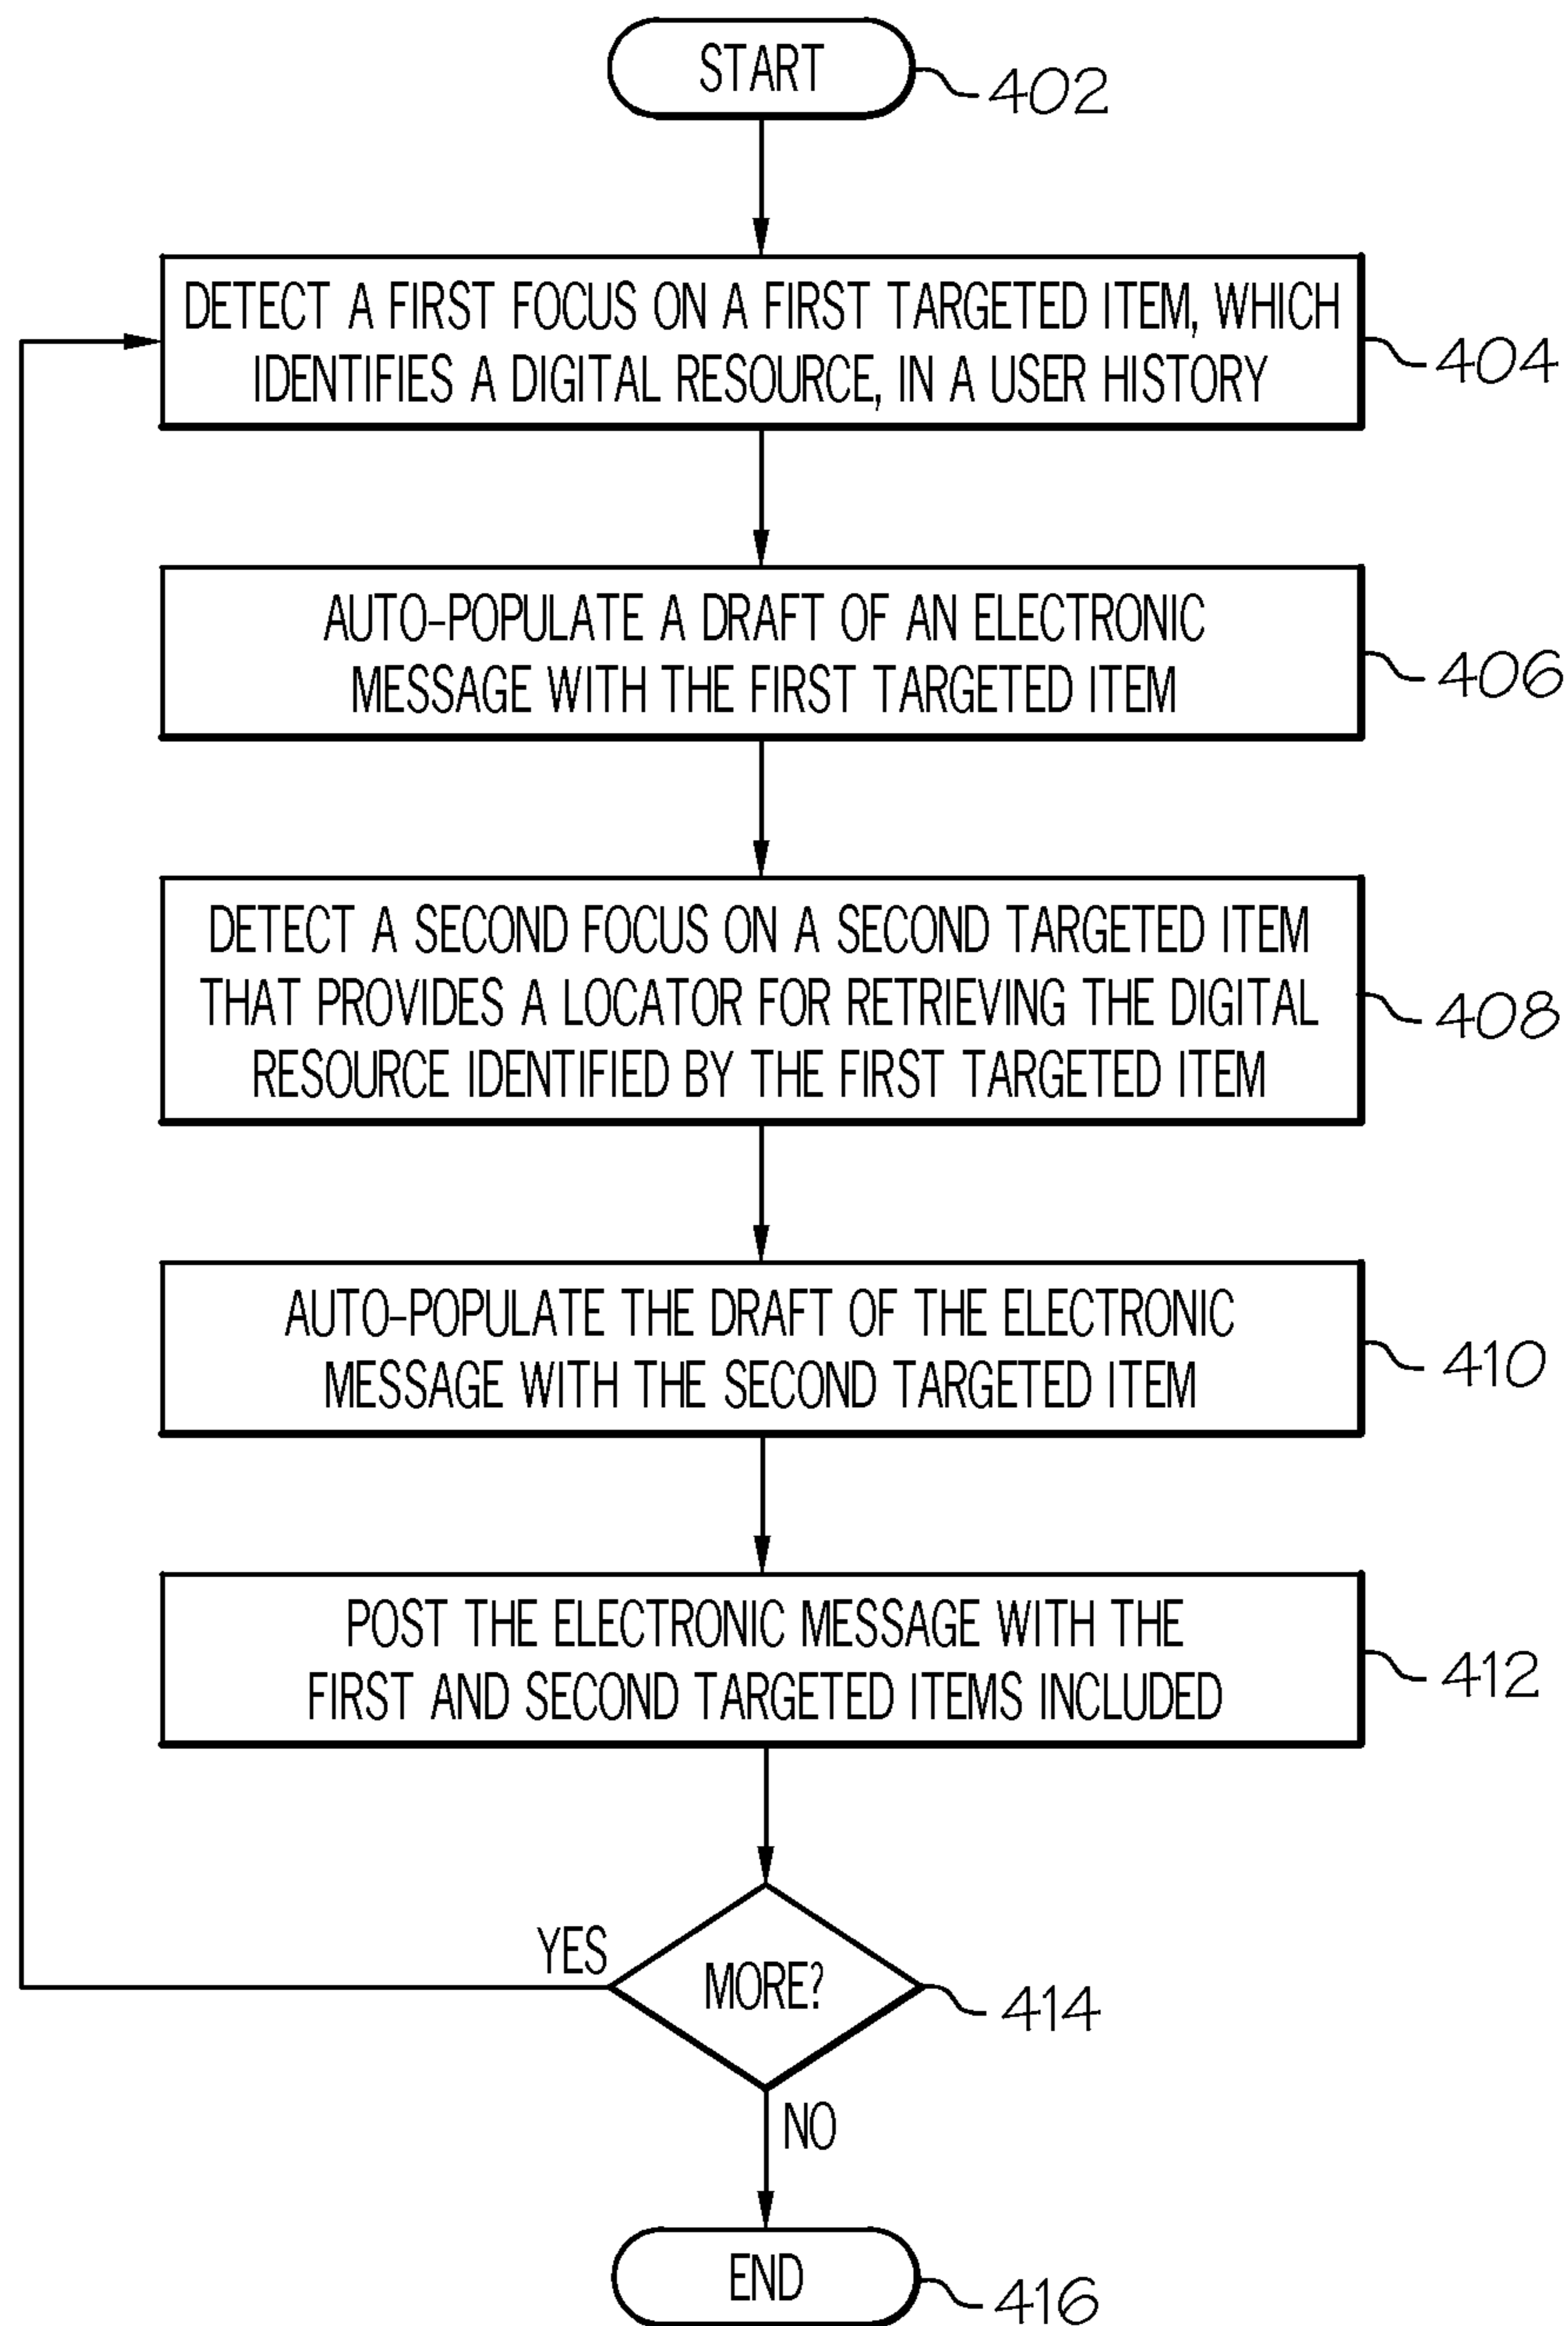 START
402
DETECT A FIRST FOCUS ON A FIRST TARGETED ITEM, WHICH
IDENTIFIES A DIGITAL RESOURCE, IN A USER HISTORY
404
AUTO-POPULATE A DRAFT OF AN ELECTRONIC
MESSAGE WITH THE FIRST TARGETED ITEM
406
DETECT A SECOND FOCUS ON A SECOND TARGETED ITEM
THAT PROVIDES A LOCATOR FOR RETRIEVING THE DIGITAL
RESOURCE IDENTIFIED BY THE FIRST TARGETED ITEM
408
AUTO-POPULATE THE DRAFT OF THE ELECTRONIC
MESSAGE WITH THE SECOND TARGETED ITEM
410
POST THE ELECTRONIC MESSAGE WITH THE
FIRST AND SECOND TARGETED ITEMS INCLUDED
412
YES
MORE?
414
NO
END
416